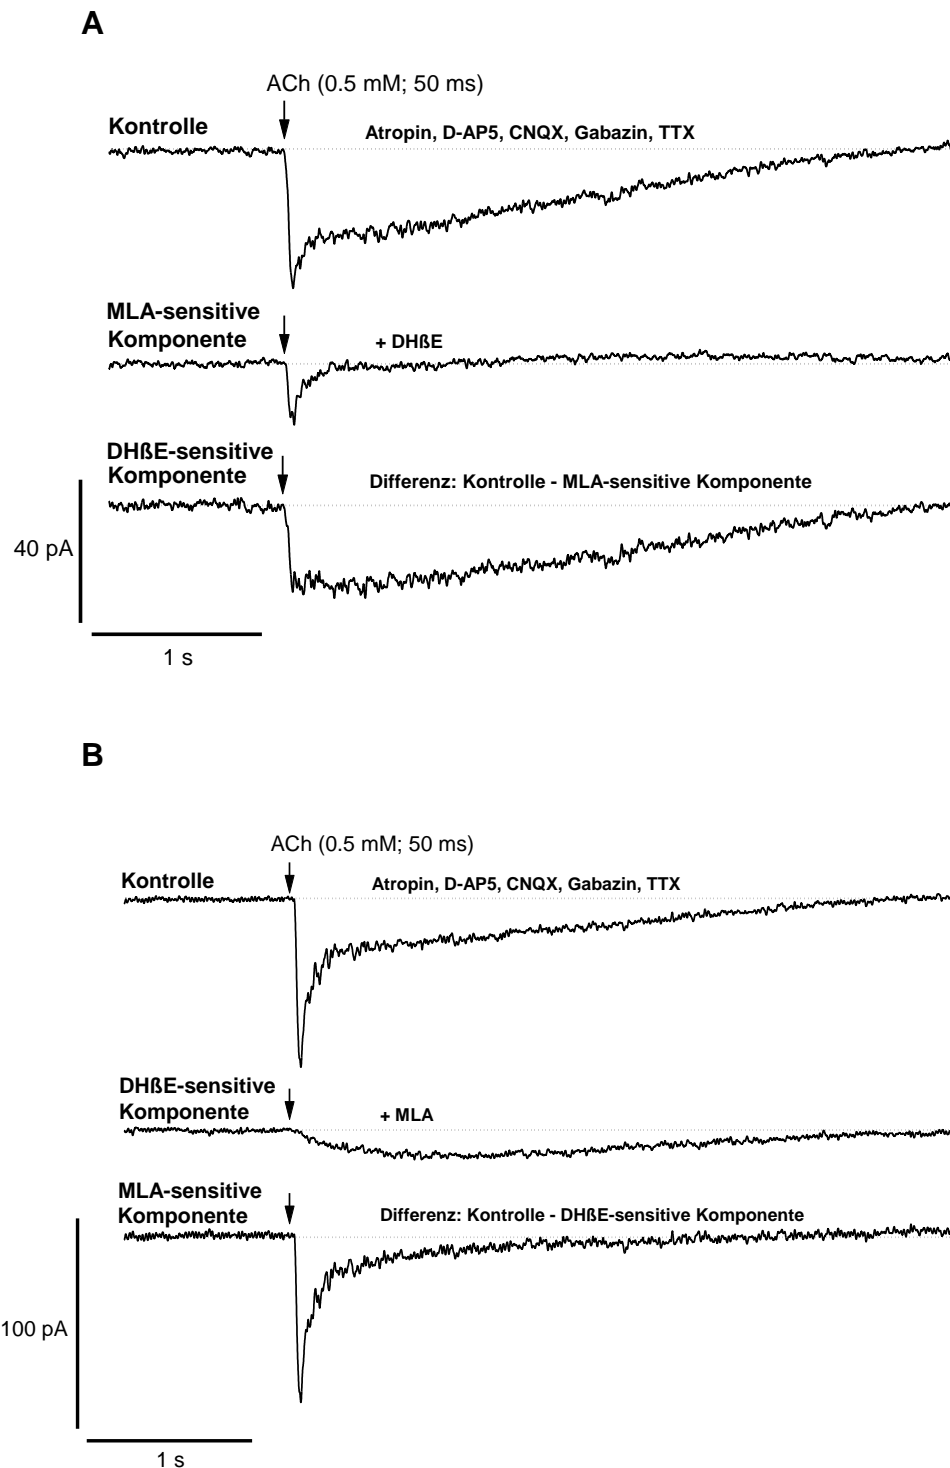 A
ACh (0.5 mM; 50 ms)
Kontrolle
Atropin, D-AP5, CNQX, Gabazin, TTX
MLA-sensitive
Komponente
+ DHßE
DHßE-sensitive
Komponente
Differenz: Kontrolle - MLA-sensitive Komponente
40 pA
1 s
B
ACh (0.5 mM; 50 ms)
Kontrolle
Atropin, D-AP5, CNQX, Gabazin, TTX
DHßE-sensitive
Komponente
+ MLA
MLA-sensitive
Komponente
Differenz: Kontrolle - DHßE-sensitive Komponente
100 pA
1 s